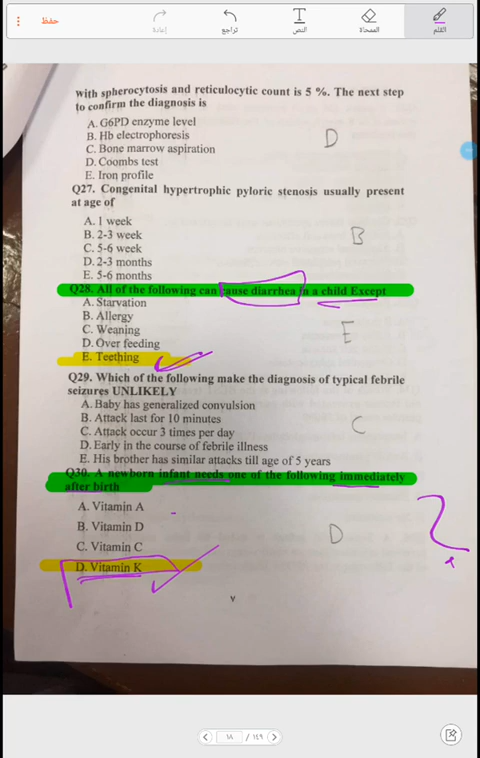 حفظ
إعادة
تراجع
النص
الممحاة
القلم
With spherocytosis and reticulocytic count is 5 %. The next step
to confirm the diagnosis is
A. G6PD enzyme level
B. Hb electrophoresis
C. Bone marrow aspiration
D. Coombs test
E. Iron profile
D
Q27. Congenital hypertrophic pyloric stenosis usually present
at age of
A. 1 week
B. 2-3 week
C. 5-6 week
D. 2-3 months
E. 5-6 months
B
Q28. All of the following can cause diarrhea in a child Except
A. Starvation
B. Allergy
C. Weaning
D. Over feeding
E. Teething
E
Q29. Which of the following make the diagnosis of typical febrile
seizures UNLIKELY
A. Baby has generalized convulsion
B. Attack last for 10 minutes
C. Attack occur 3 times per day
D. Early in the course of febrile illness
E. His brother has similar attacks till age of 5 years
C
Q30. A newborn infant needs one of the following immediately
after birth
A. Vitamin A
B. Vitamin D
C. Vitamin C
D. Vitamin K
D
٧
١٨ / ١٤٩